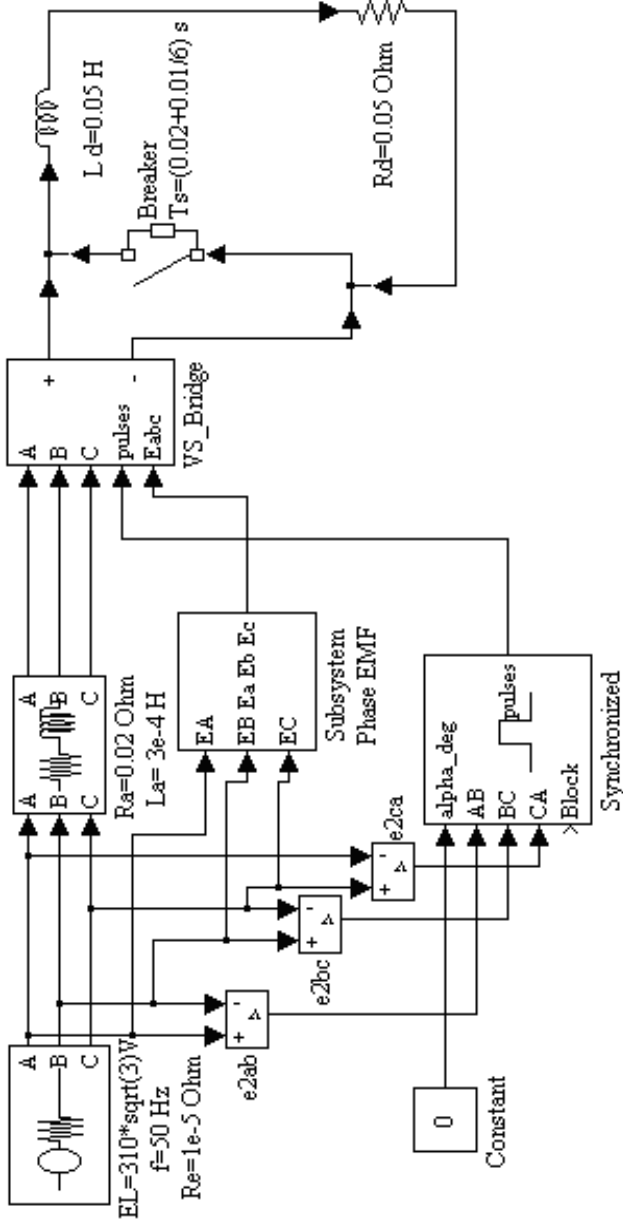 A
B
C
EL=310*sqrt(3)V
f=50 Hz
Re=1e-5 Ohm
A
B
C
A
B
C
Ra=0.02 Ohm
La= 3e-4 H
A
B
C
pulses
Eabc
+
-
VS_Bridge
L d=0.05 H
Breaker
Ts=(0.02+0.01/6) s
Rd=0.05 Ohm
+
-
v
e2ab
+
-
v
e2bc
+
-
v
e2ca
EA
EB Ea Eb Ec
EC
Subsystem
Phase EMF
0
Constant
alpha_deg
AB
BC
CA
>Block
pulses
Synchronized